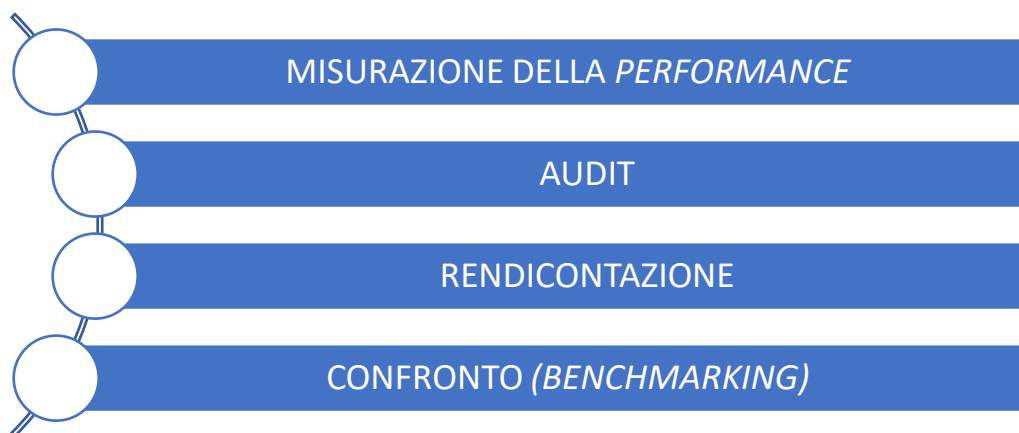 MISURAZIONE DELLA PERFORMANCE
AUDIT
RENDICONTAZIONE
CONFRONTO (BENCHMARKING)